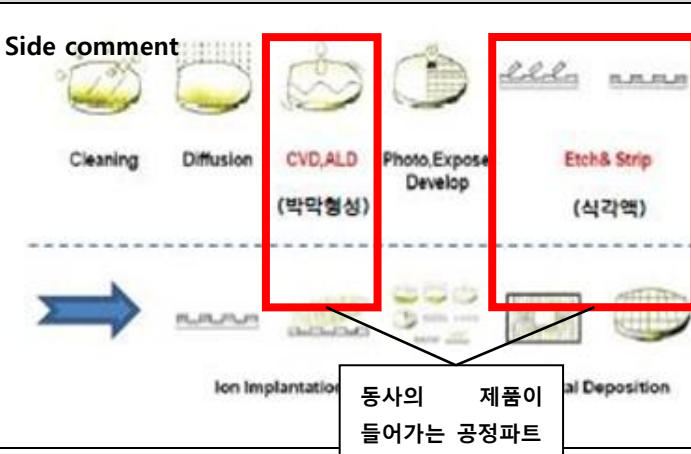 Side comment
Cleaning
Diffusion
CVD,ALD
(박막형성)
Photo,Expose
Develop
Etch& Strip
(식각액)
Ion Implantation
al Deposition
동사의 제품이
들어가는 공정파트